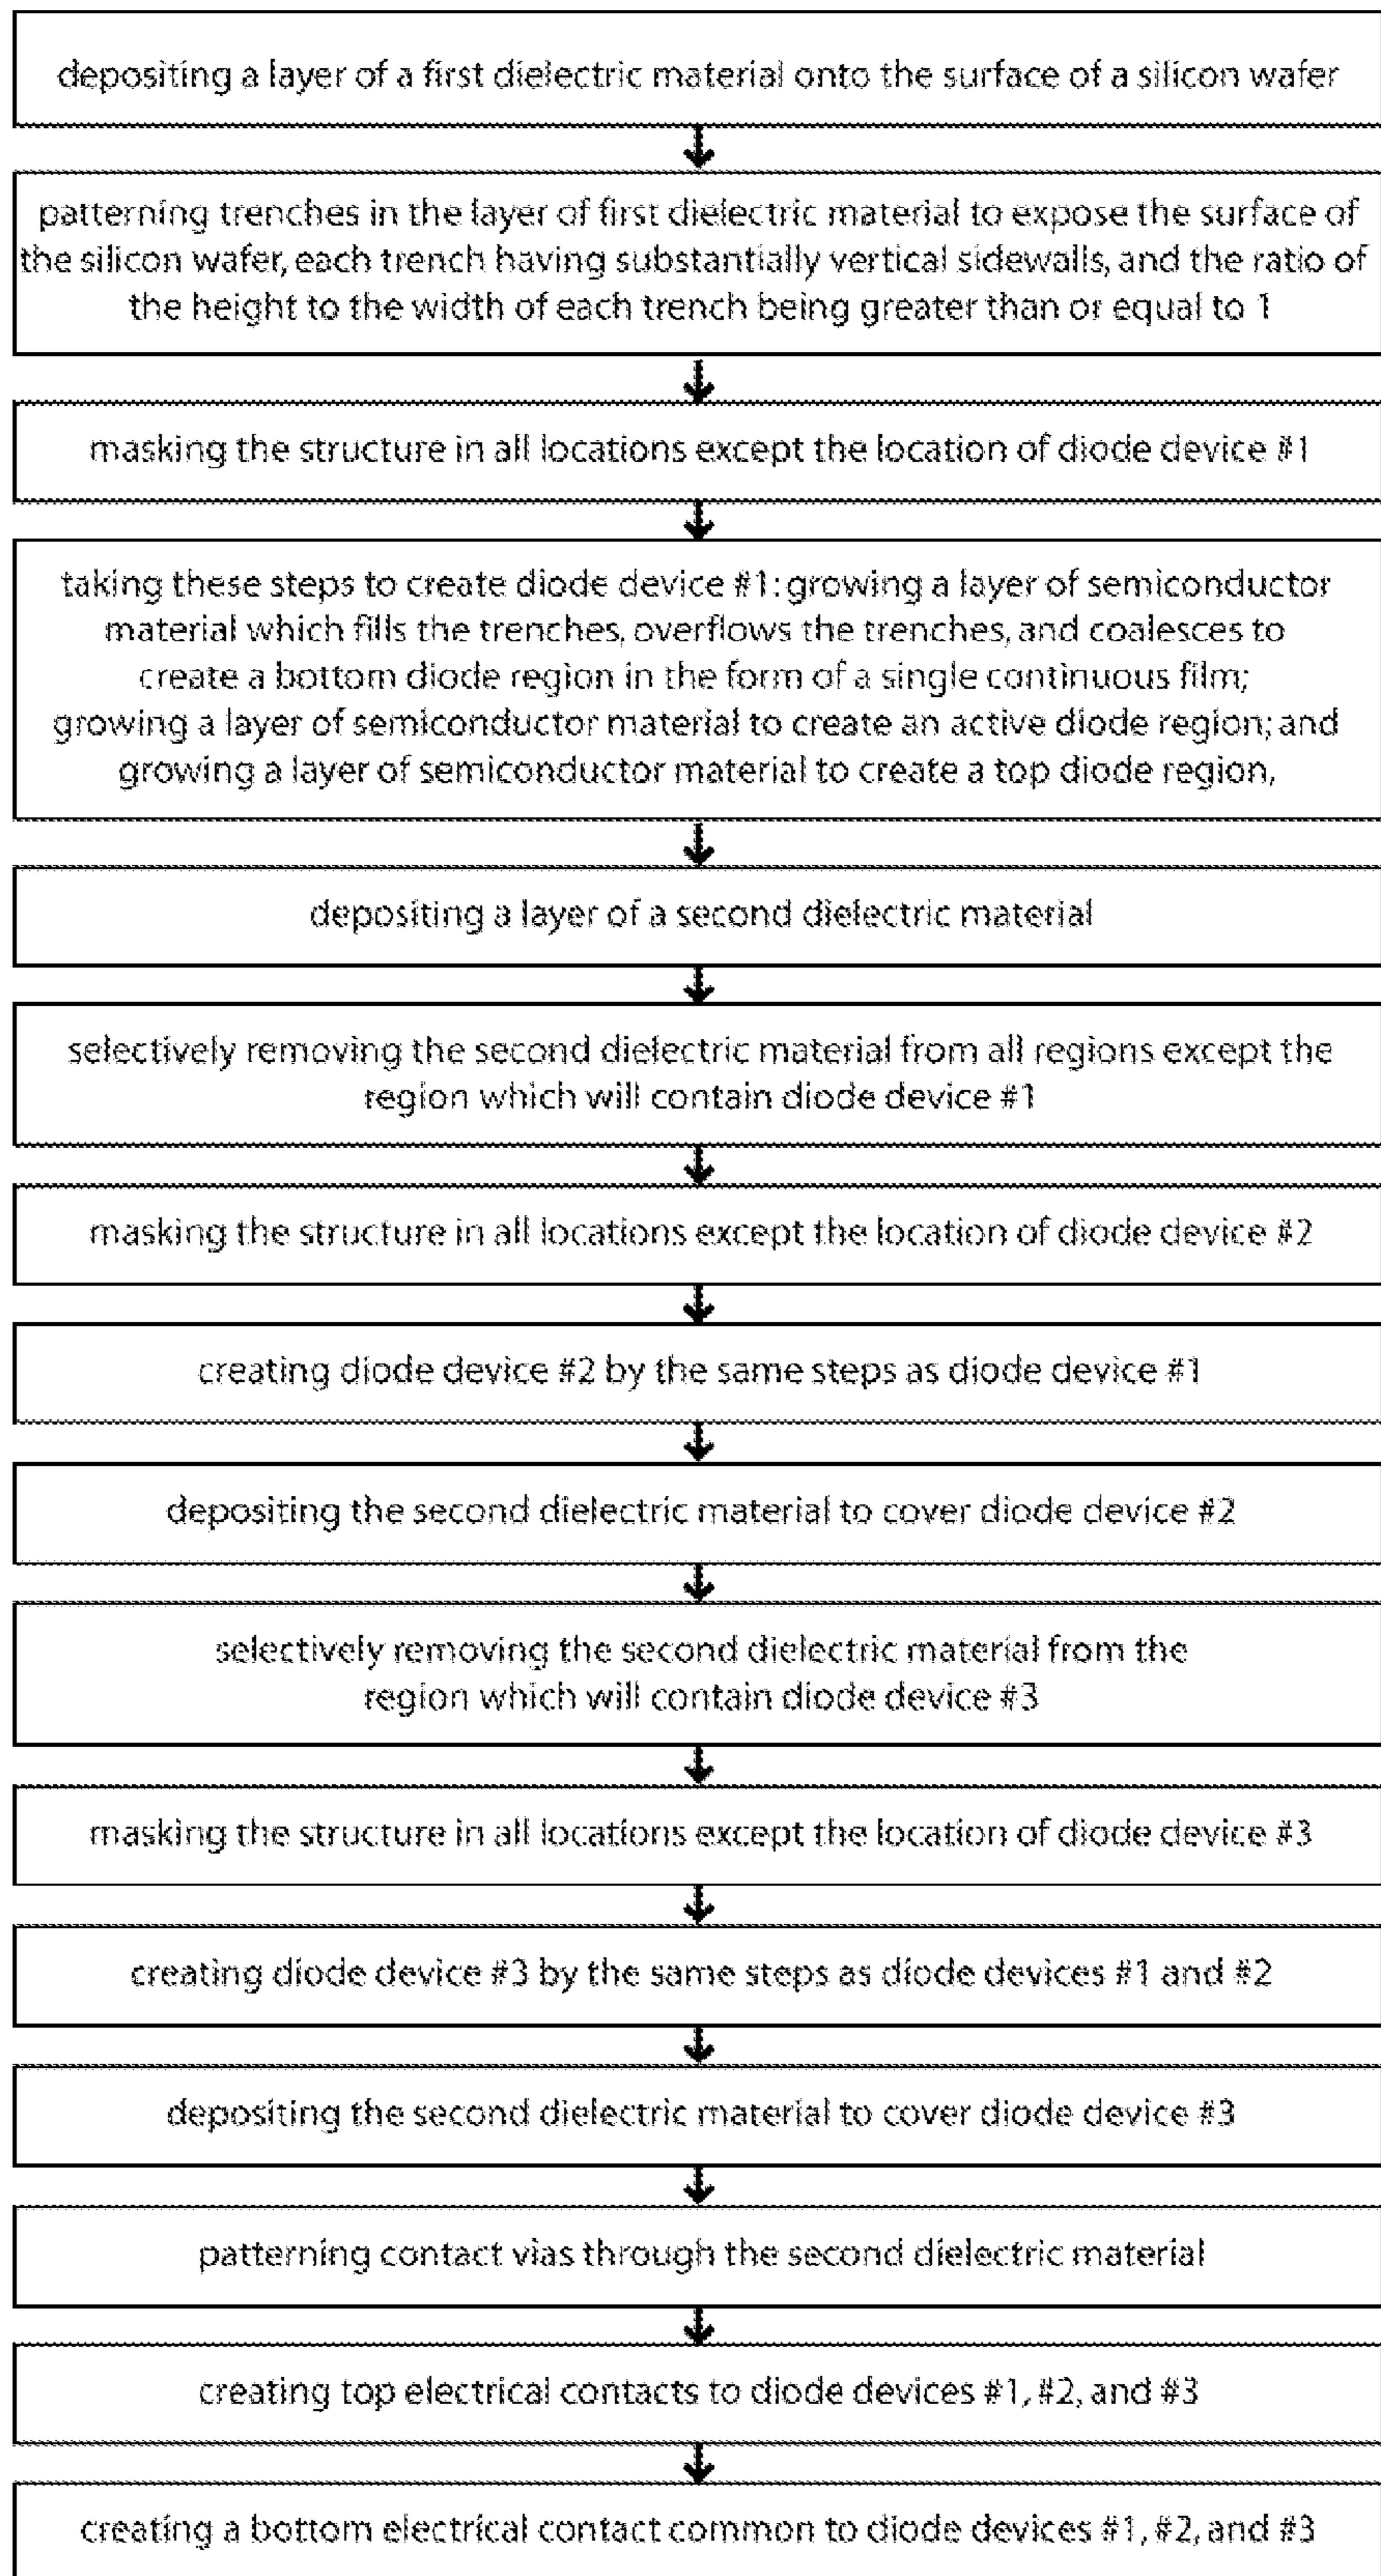 depositing a layer of a first dielectric material onto the surface of a silicon wafer
patterning trenches in the layer of first dielectric material to expose the surface of
the silicon wafer, each trench having substantially vertical sidewalls, and the ratio of
the height to the width of each trench being greater than or equal to 1
masking the structure in all locations except the location of diode device #1
taking these steps to create diode device #1: growing a layer of semiconductor
material which fills the trenches, overflows the trenches, and coalesces to
create a bottom diode region in the form of a single continuous film;
growing a layer of semiconductor material to create an active diode region; and
growing a layer of semiconductor material to create a top diode region,
depositing a layer of a second dielectric material
selectively removing the second dielectric material from all regions except the
region which will contain diode device #1
masking the structure in all locations except the location of diode device #2
creating diode device #2 by the same steps as diode device #1
depositing the second dielectric material to cover diode device #2
selectively removing the second dielectric material from the
region which will contain diode device #3
masking the structure in all locations except the location of diode device #3
creating diode device #3 by the same steps as diode devices #1 and #2
depositing the second dielectric material to cover diode device #3
patterning contact vias through the second dielectric material
creating top electrical contacts to diode devices #1, #2, and #3
creating a bottom electrical contact common to diode devices #1, #2, and #3